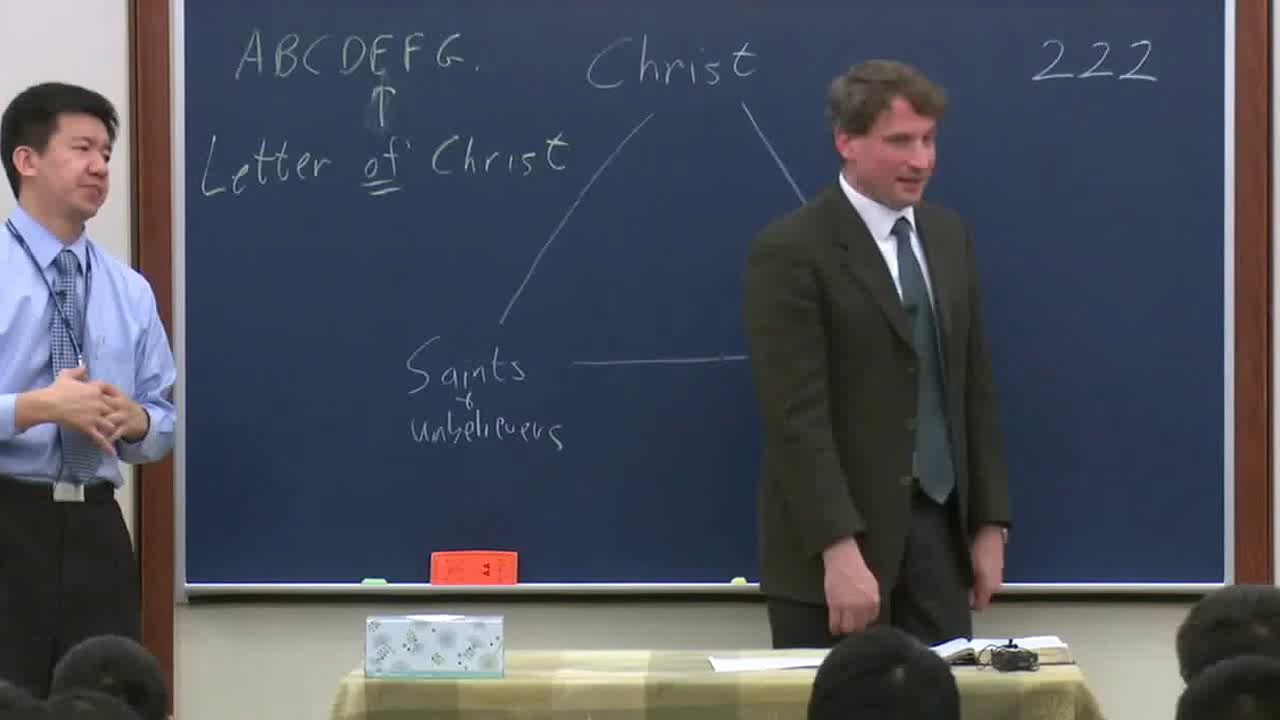 ABCDEFG.
Christ
222
↑
Letter of Christ
Saints
unbelievers